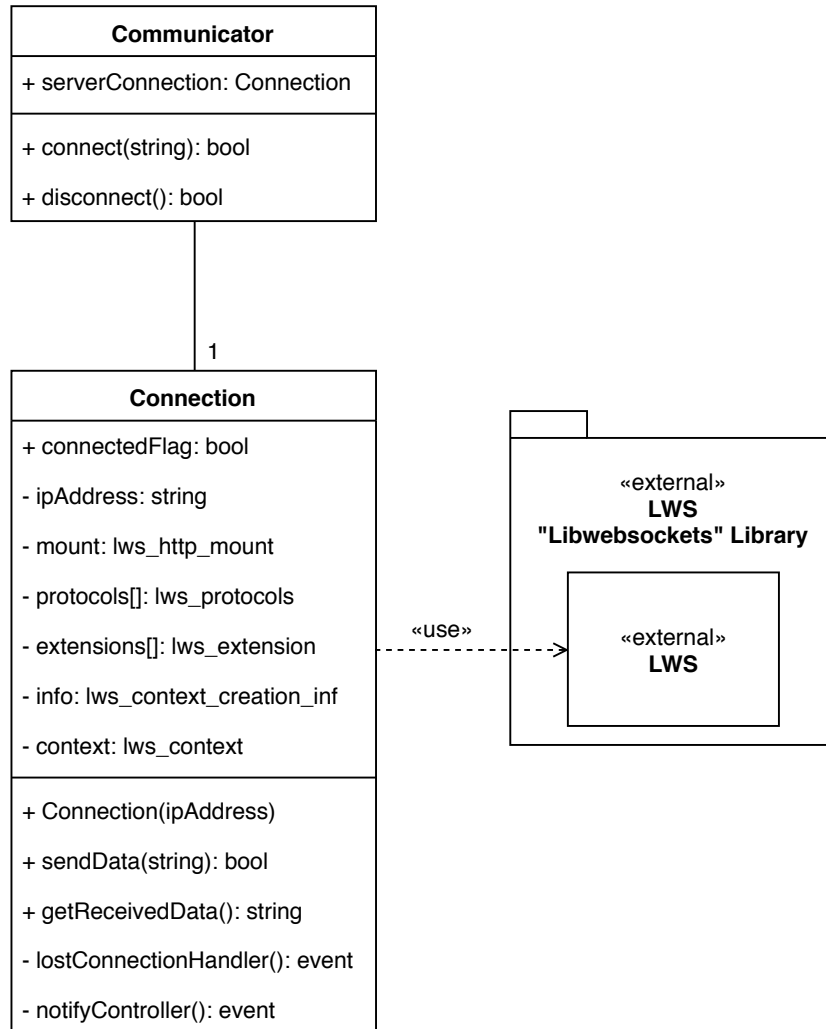 Communicator
+ serverConnection: Connection
+ connect(string): bool
+ disconnect(): bool
1
Connection
+ connectedFlag: bool
- ipAddress: string
- mount: lws_http_mount
- protocols[]: lws_protocols
- extensions[]: lws_extension
- info: lws_context_creation_inf
- context: lws_context
+ Connection(ipAddress)
+ sendData(string): bool
+ getReceivedData(): string
- lostConnectionHandler(): event
- notifyController(): event
«use»
«external»
LWS
"Libwebsockets" Library
«external»
LWS